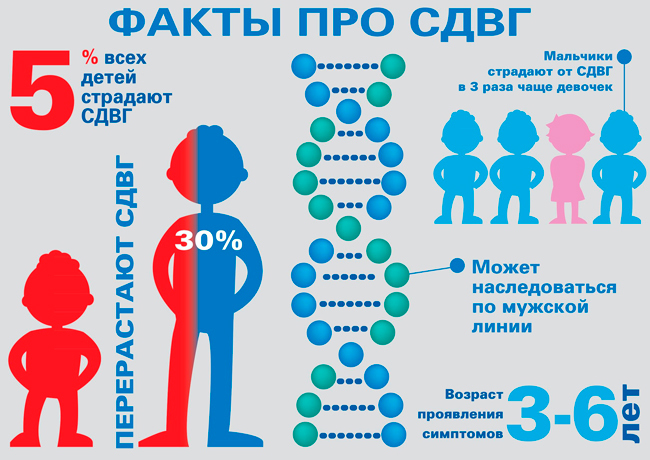 ФАКТЫ ПРО СДВГ
5% всех
детей
страдают
СДВГ
Мальчики
страдают от СДВГ
в 3 раза чаще девочек
ПЕРЕРАСТАЮТ СДВГ
30%
Может
наследоваться
по мужской
линии
Возраст
проявления
симптомов
3-6
лет